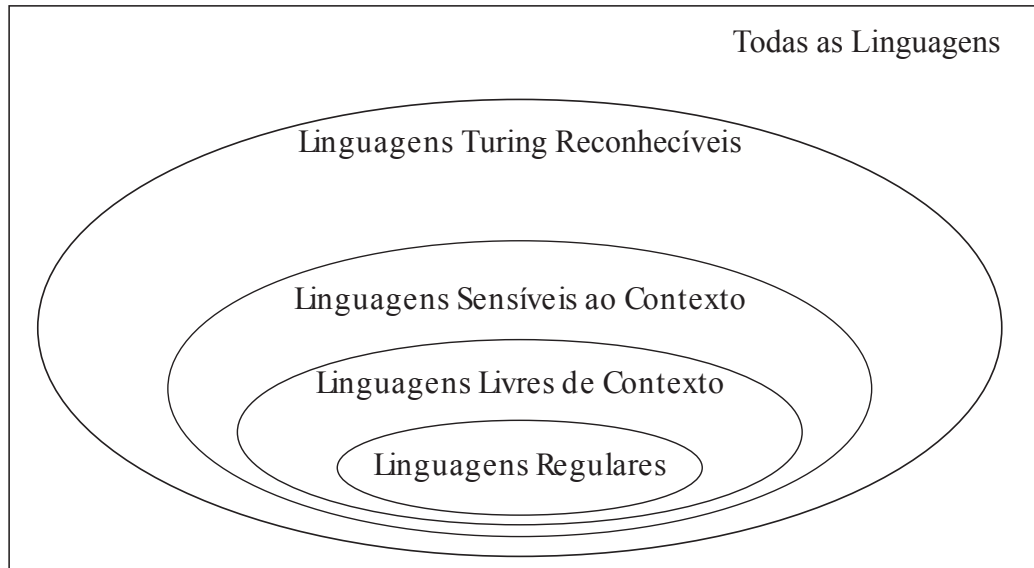 Todas as Linguagens
Linguagens Turing Reconhecíveis
Linguagens Sensíveis ao Contexto
Linguagens Livres de Contexto
Linguagens Regulares